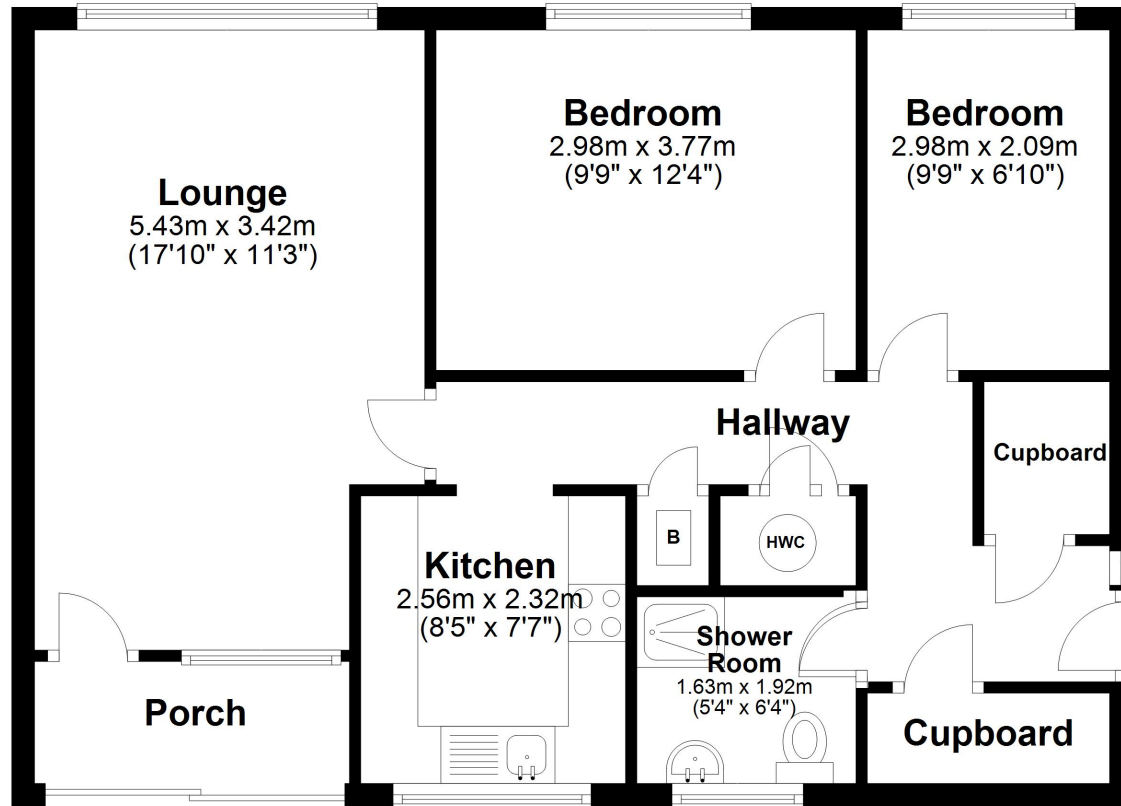 Bedroom
2.98m x 3.77m
(9'9" x 12'4")
Bedroom
2.98m x 2.09m
(9'9" x 6'10")
Lounge
5.43m x 3.42m
(17'10" x 11'3")
Hallway
Cupboard
B
HWC
Kitchen
2.56m x 2.32m
(8'5" x 7'7")
Shower
Room
1.63m x 1.92m
(5'4" x 6'4")
Porch
Cupboard